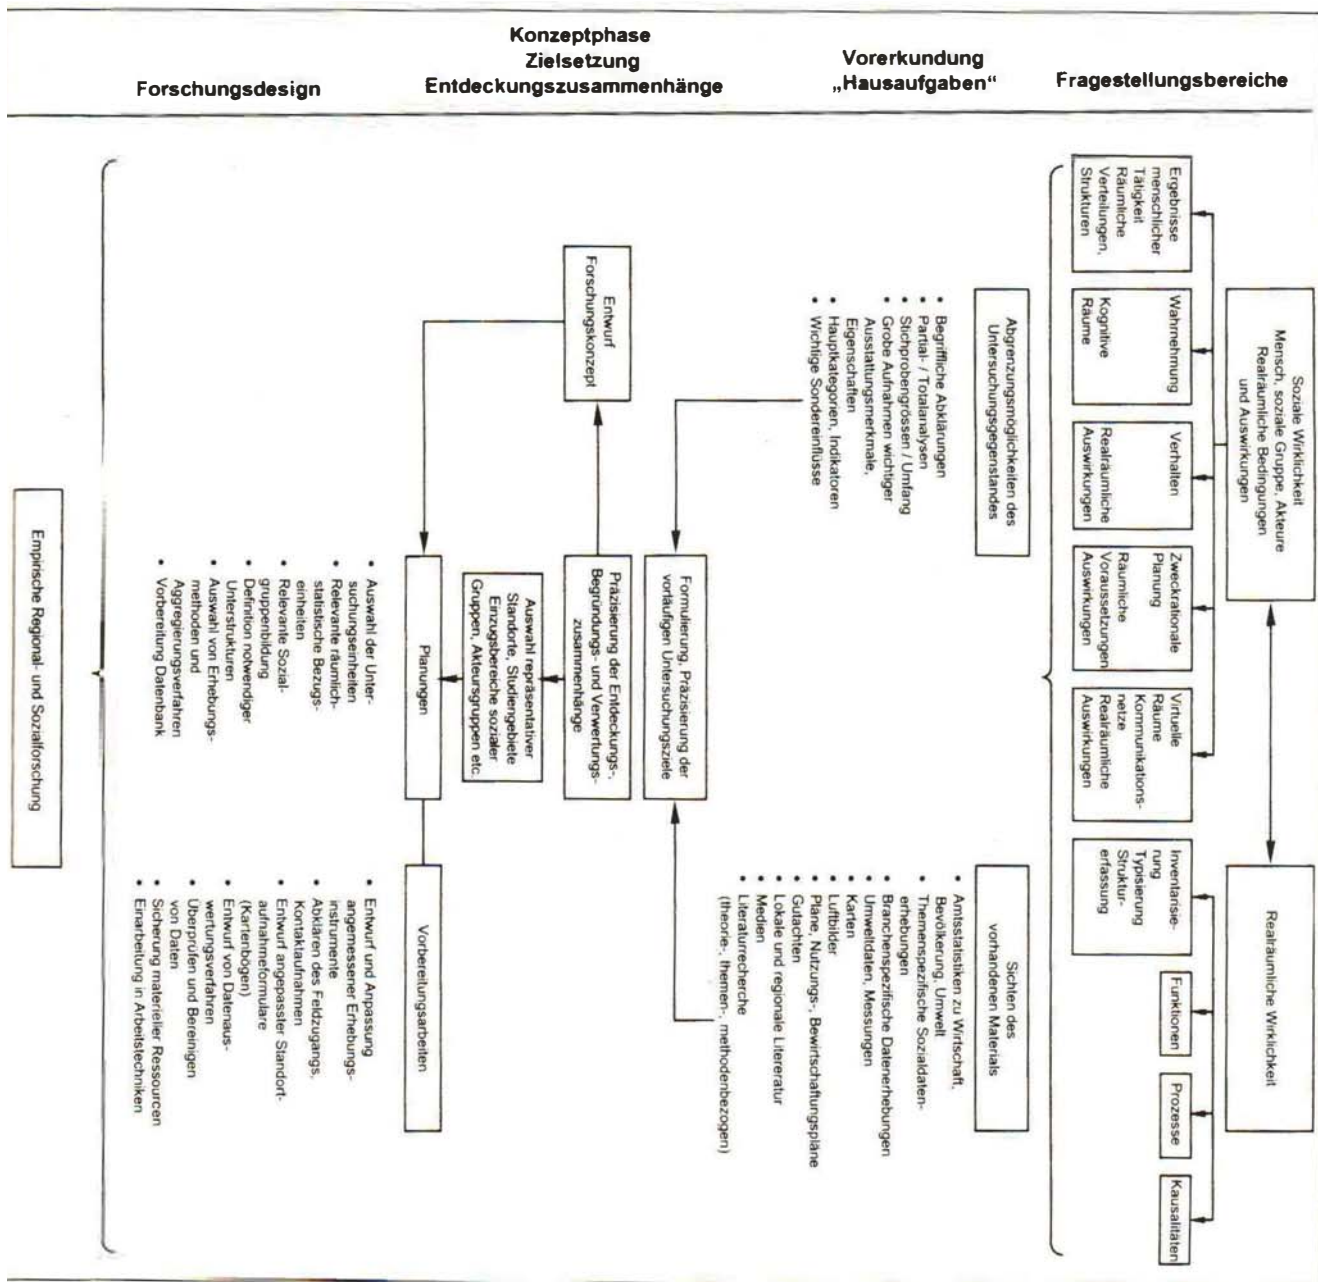 Fragestellungsbereiche
Soziale Wirklichkeit
Mensch, soziale Gruppe, Akteure
Realräumliche Bedingungen
und Auswirkungen
Realräumliche Wirklichkeit
Ergebnisse
menschlicher
Tätigkeit
Räumliche
Verteilungen,
Strukturen
Wahrnehmung
Kognitive
Räume
Verhalten
Realräumliche
Auswirkungen
Zweckrationale
Planung
Räumliche
Voraussetzungen
Auswirkungen
Virtuelle
Räume
Kommunikations-
netze
Realräumliche
Auswirkungen
Inventarisie-
rung
Typisierung
Struktur-
erfassung
Funktionen
Prozesse
Kausalitäten
Vorerkundung
„Hausaufgaben“
Abgrenzungsmöglichkeiten des
Untersuchungsgegenstandes
• Begriffliche Abklärungen
• Partial- / Totalanalysen
• Stichprobengrössen / Umfang
• Grobe Aufnahmen wichtiger
Ausstattungsmerkmale,
Eigenschaften
• Hauptkategorien, Indikatoren
• Wichtige Sondereinflüsse
Sichten des
vorhandenen Materials
• Amtsstatistiken zu Wirtschaft,
Bevölkerung, Umwelt
• Themenspezifische Sozialdaten-
erhebungen
• Branchenspezifische Datenerhebungen
• Umweltdaten, Messungen
• Karten
• Luftbilder
• Pläne, Nutzungs-, Bewirtschaftungspläne
• Gutachten
• Lokale und regionale Litereratur
• Medien
• Literaturrecherche
(theorie-, themen-, methodenbezogen)
Konzeptphase
Zielsetzung
Entdeckungszusammenhänge
Formulierung, Präzisierung der
vorläufigen Untersuchungsziele
Entwurf
Forschungskonzept
Präzisierung der Entdeckungs-,
Begründungs- und Verwertungs-
zusammenhänge
Auswahl repräsentativer
Standorte, Studiengebiete
Einzugsbereiche sozialer
Gruppen, Akteursgruppen etc.
Forschungsdesign
Planungen
• Auswahl der Unter-
suchungseinheiten
• Relevante räumlich-
statistische Bezugs-
einheiten
• Relevante Sozial-
gruppenbildung
• Definition notwendiger
Unterstrukturen
• Auswahl von Erhebungs-
methoden und
Aggregierungsverfahren
• Vorbereitung Datenbank
Vorbereitungsarbeiten
• Entwurf und Anpassung
angemessener Erhebungs-
instrumente
• Abklären des Feldzugangs,
Kontaktaufnahmen
• Entwurf angepasster Standort-
aufnahmeformulare
(Kartenbögen)
• Entwurf von Datenaus-
wertungsverfahren
• Überprüfen und Bereinigen
von Daten
• Sicherung materieller Ressourcen
• Einarbeitung in Arbeitstechniken
Empirische Regional- und Sozialforschung